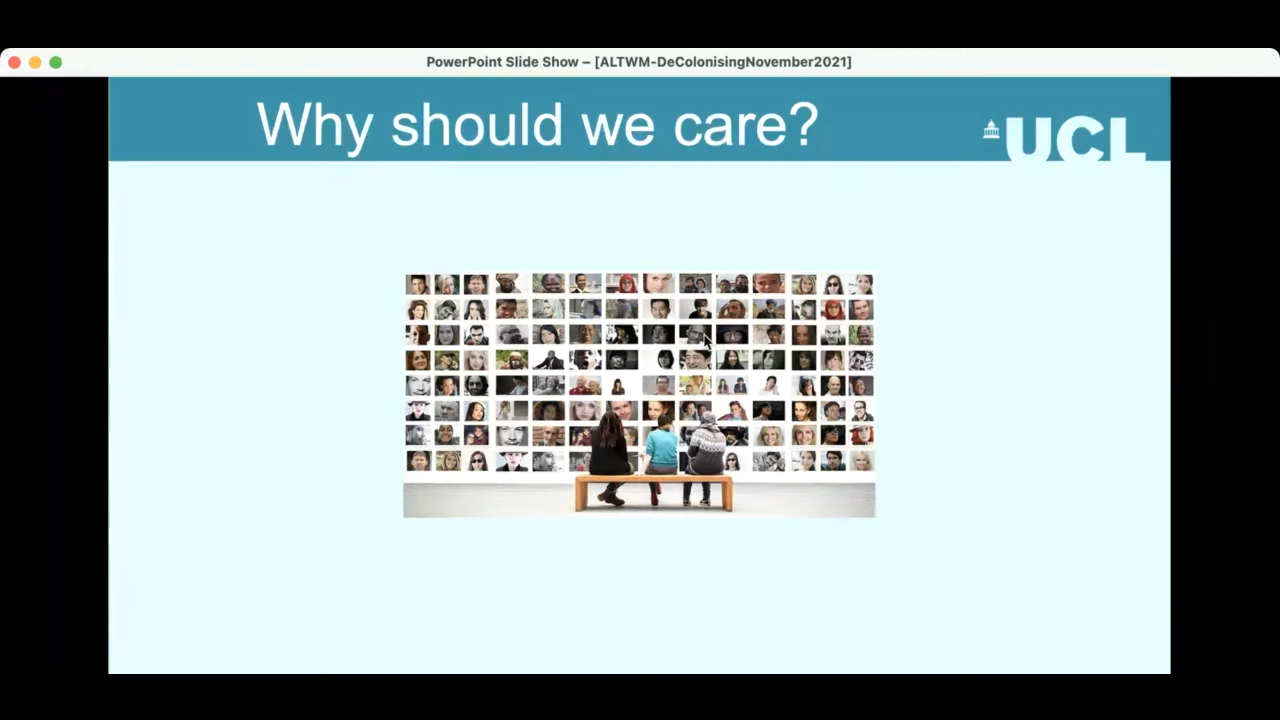 PowerPoint Slide Show – [ALTWM-DeColonisingNovember2021]
Why should we care?
UCL